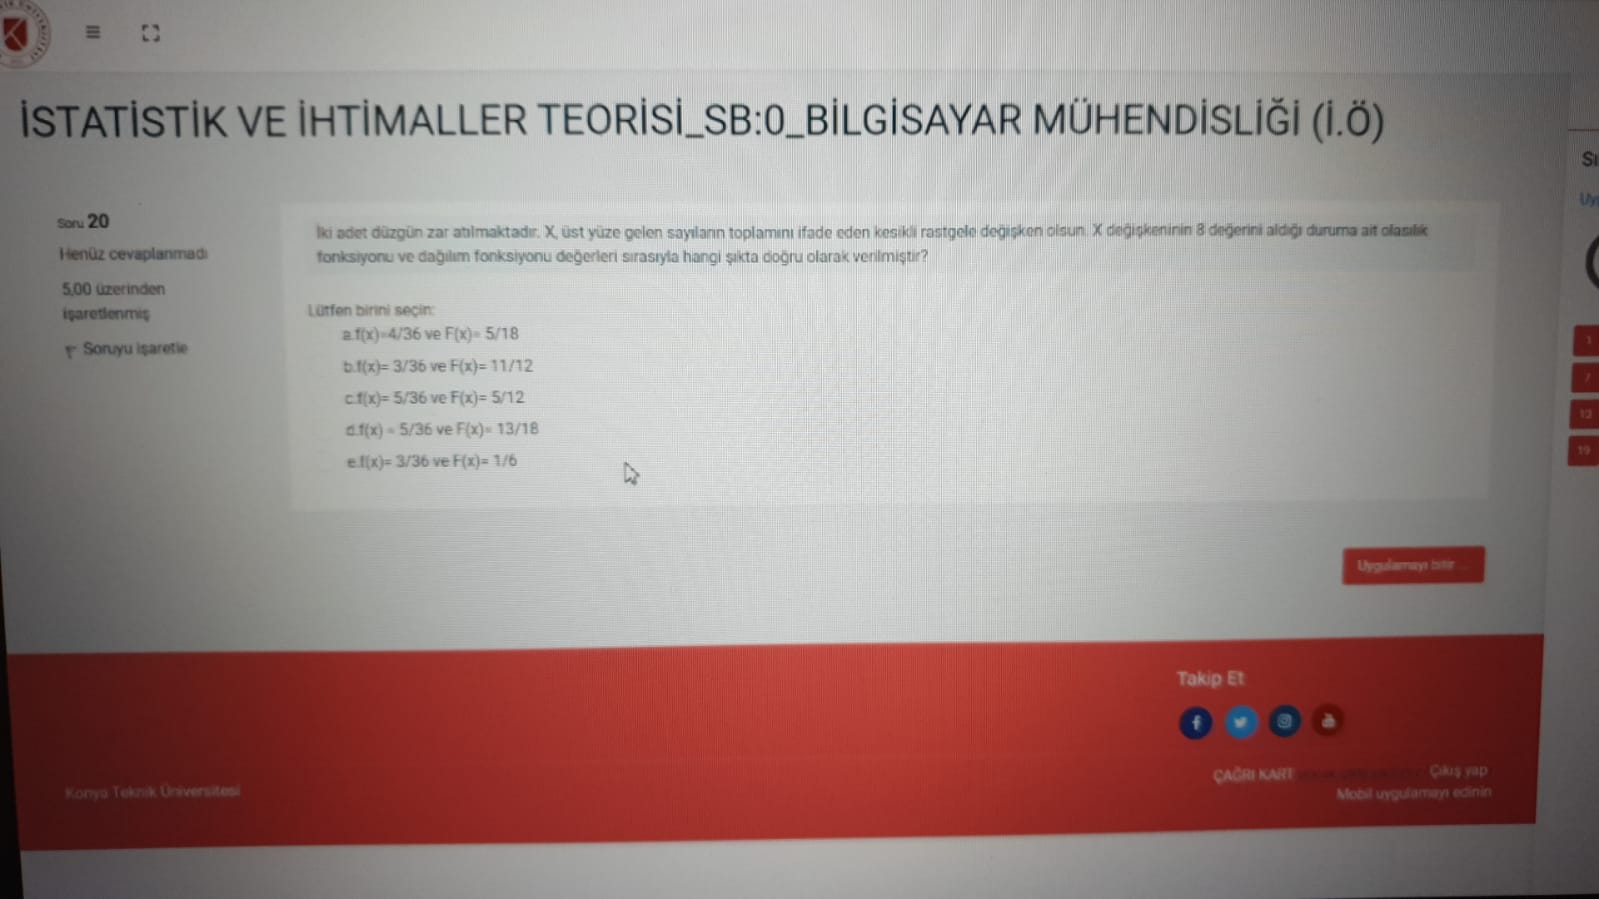 İSTATİSTİK VE İHTİMALLER TEORİSİ_SB:0_BİLGİSAYAR MÜHENDİSLİĞİ (İ.Ö)
Soru 20
Henüz cevaplanmadı
5,00 üzerinden
işaretlenmiş
Soruyu işaretle
İki adet düzgün zar atılmaktadır. X, üst yüze gelen sayıların toplamını ifade eden kesikli rastgele değişken olsun. X değişkeninin 8 değerini aldığı duruma ait olasılık
fonksiyonu ve dağılım fonksiyonu değerleri sırasıyla hangi şıkta doğru olarak verilmiştir?
Lütfen birini seçin:
a.f(x)=4/36 ve F(x)= 5/18
b.f(x)= 3/36 ve F(x)= 11/12
c.f(x)= 5/36 ve F(x)= 5/12
d.f(x) = 5/36 ve F(x)= 13/18
e.f(x)= 3/36 ve F(x)= 1/6
Uygulamayı bitir ...
1
7
13
19
Takip Et
ÇAĞRI KART
Çıkış yap
Konya Teknik Üniversitesi
Mobil uygulamayı edinin